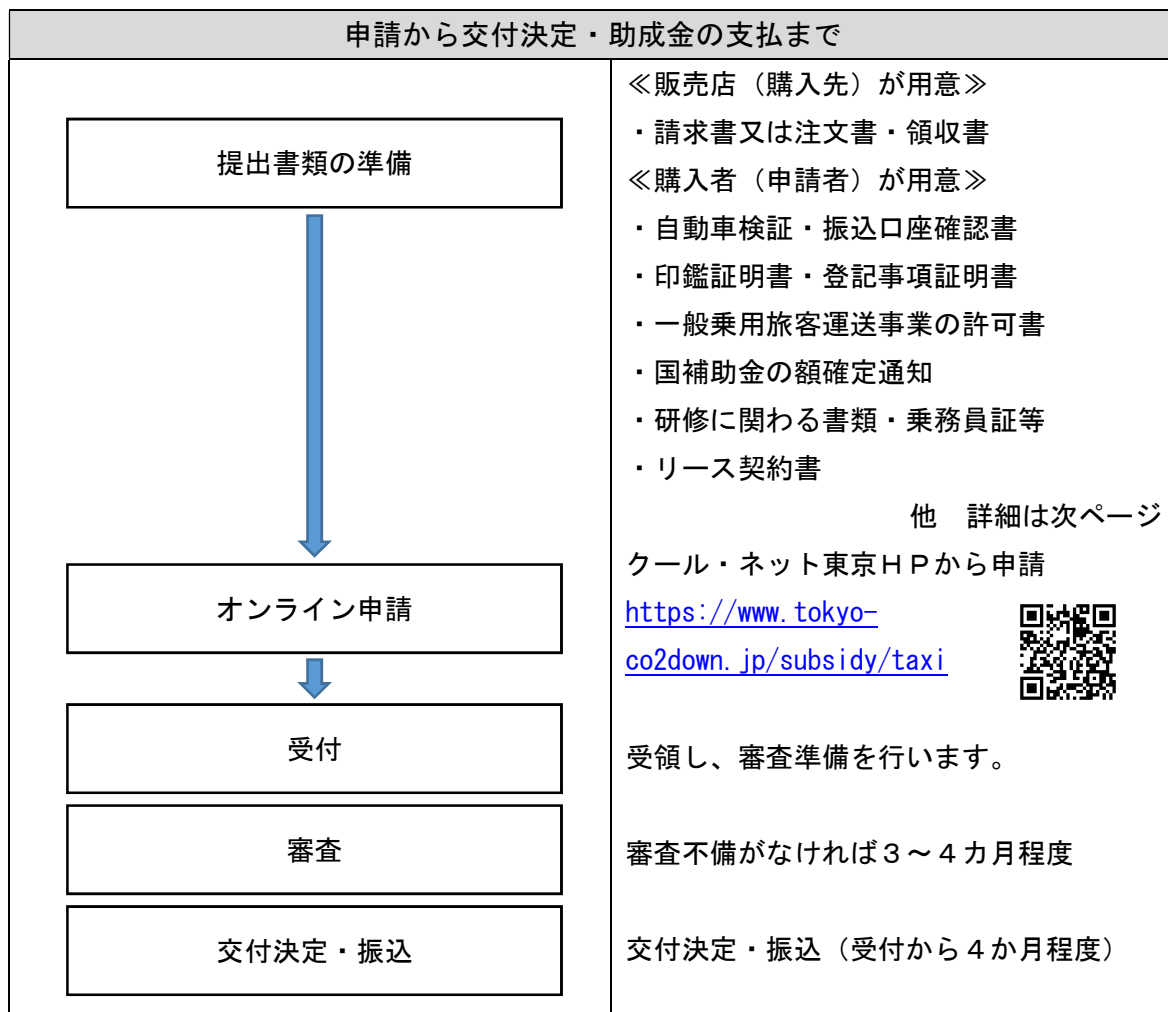 申請から交付決定・助成金の支払まで
提出書類の準備
≪販売店（購入先）が用意≫
・請求書又は注文書・領収書
≪購入者（申請者）が用意≫
・自動車検証・振込口座確認書
・印鑑証明書・登記事項証明書
・一般乗用旅客運送事業の許可書
・国補助金の額確定通知
・研修に関わる書類・乗務員証等
・リース契約書
他　詳細は次ページ
オンライン申請
クール・ネット東京ＨＰから申請
https://www.tokyo-
co2down.jp/subsidy/taxi
受付
受領し、審査準備を行います。
審査
審査不備がなければ３～４カ月程度
交付決定・振込
交付決定・振込（受付から４か月程度）